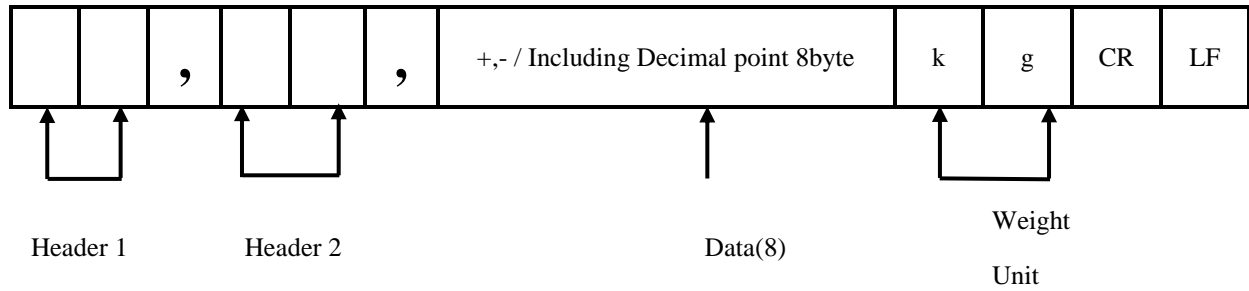 , , +,- / Including Decimal point 8byte k g CR LF
Header 1 Header 2 Data(8) Weight
Unit